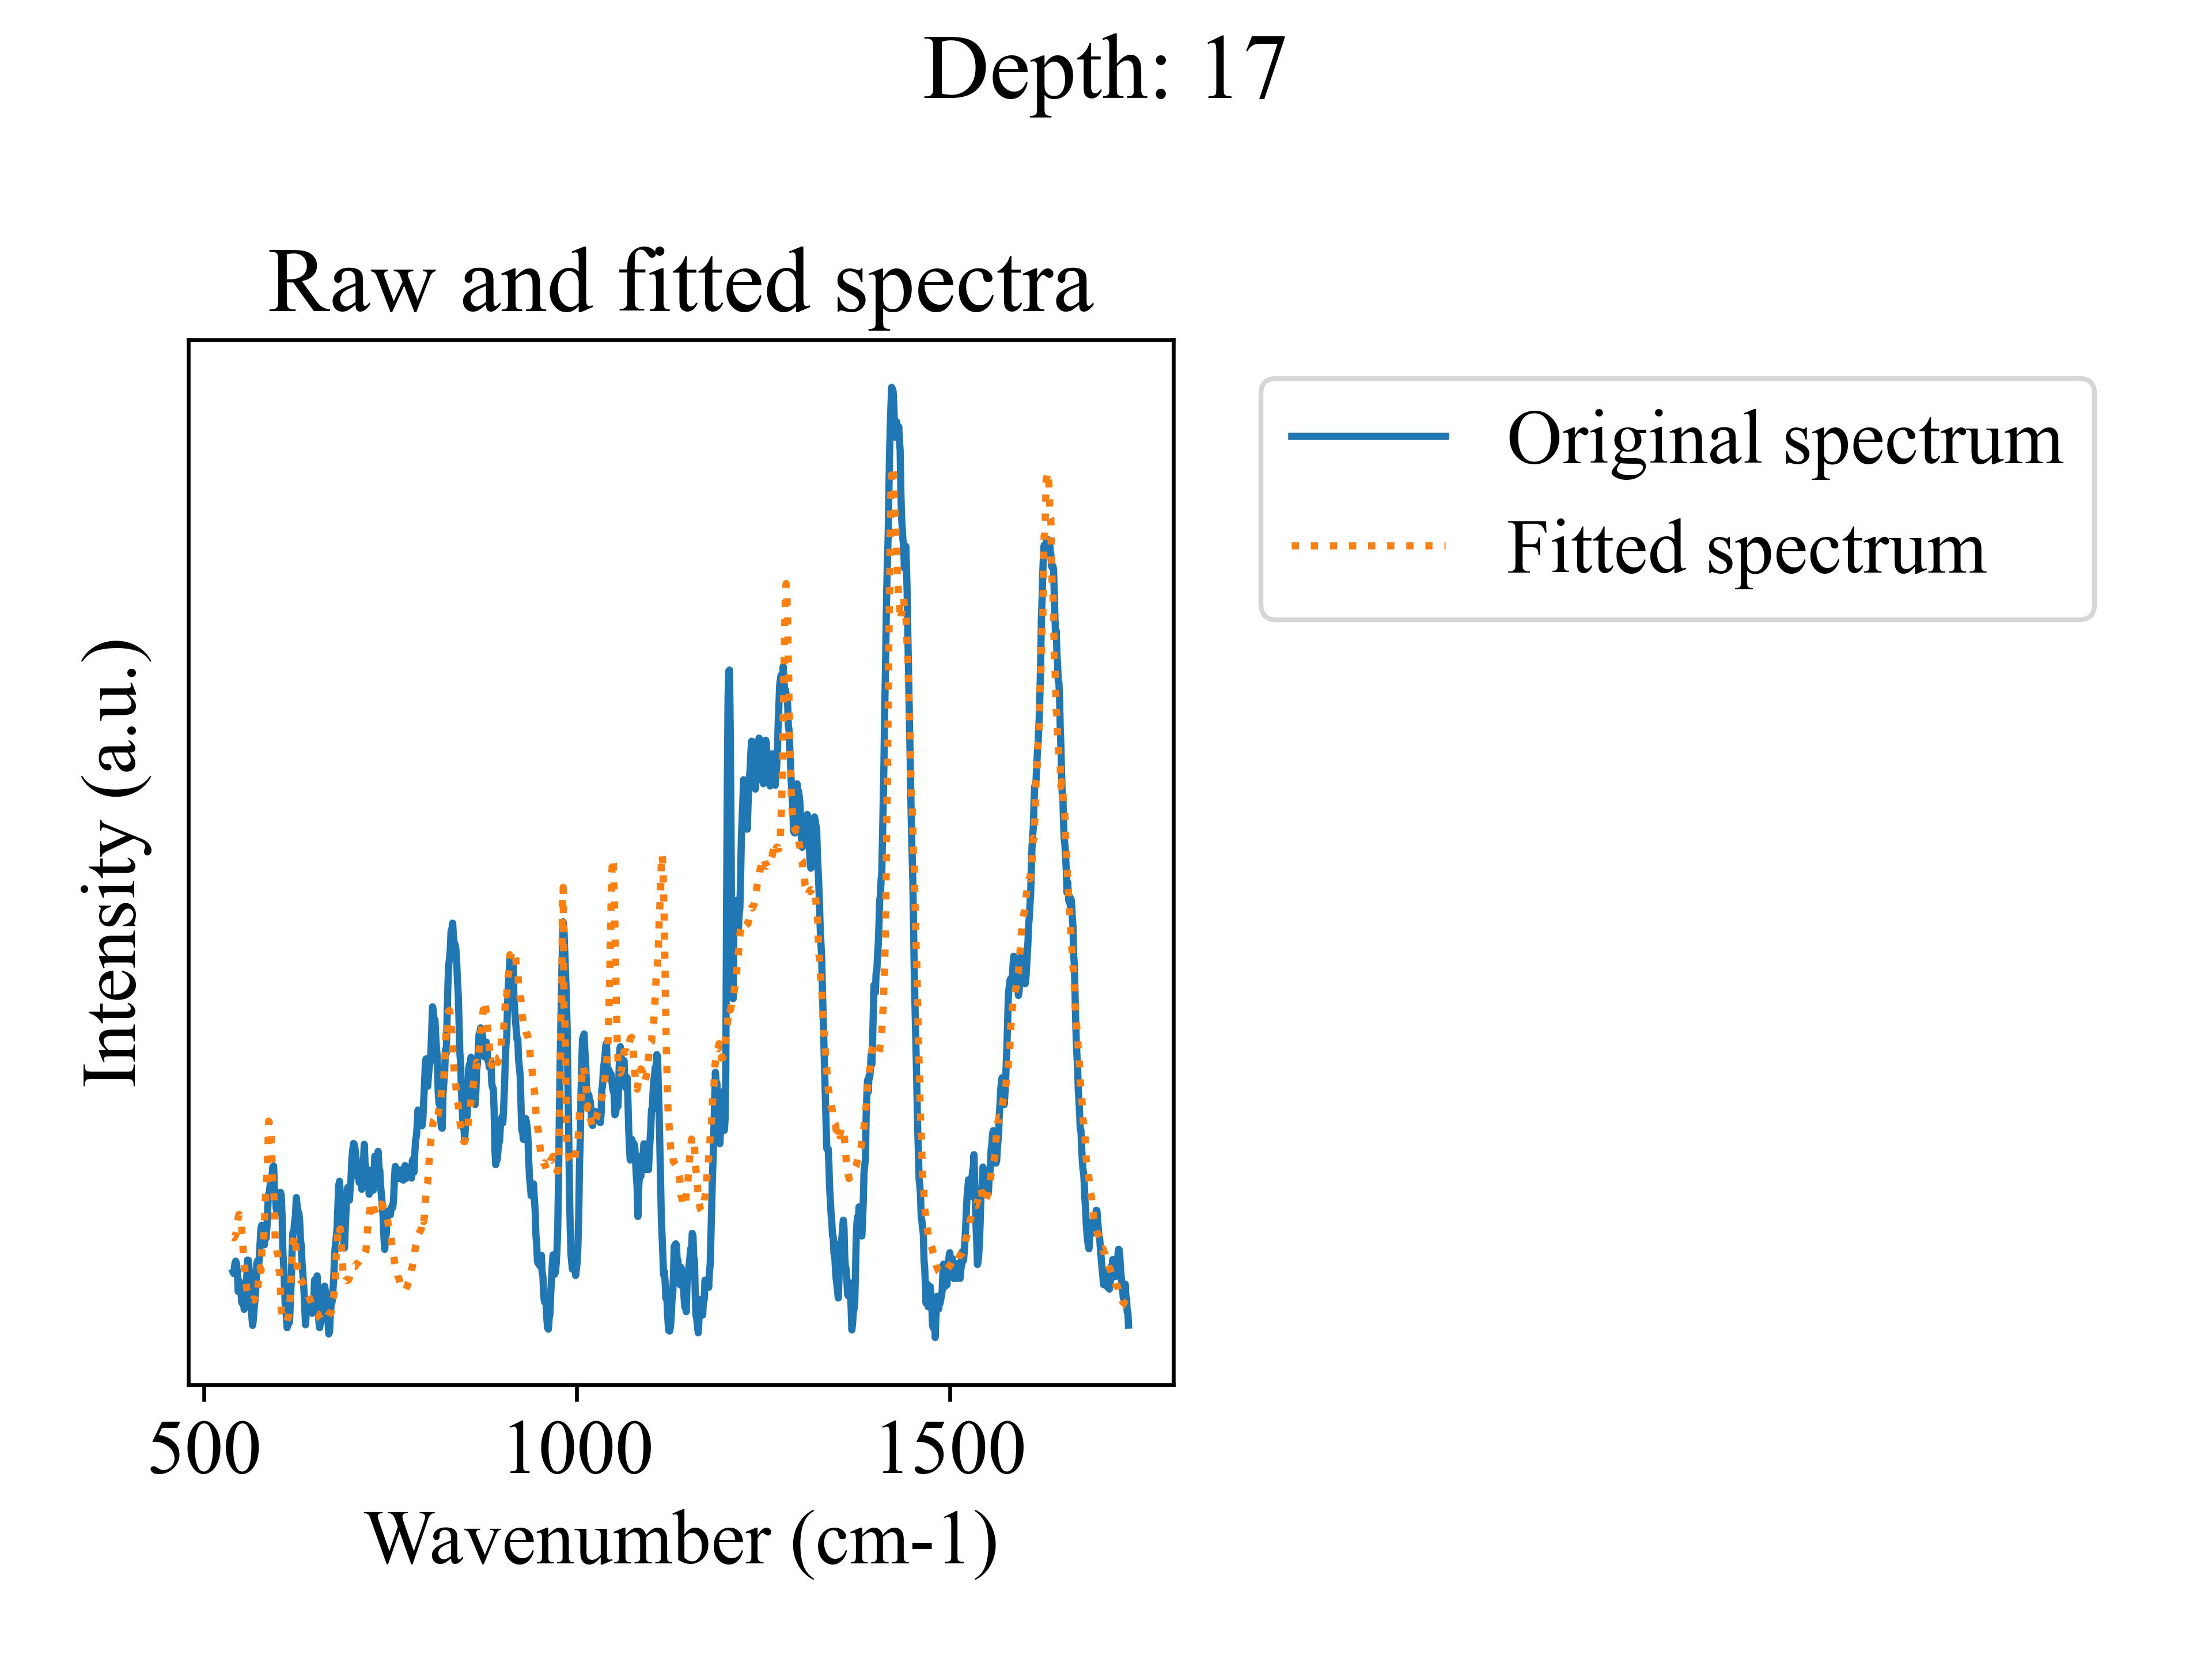 Depth: 17
Raw and fitted spectra
Original spectrum
Fitted spectrum
Intensity (a.u.)
500 1000 1500
Wavenumber (cm-1)